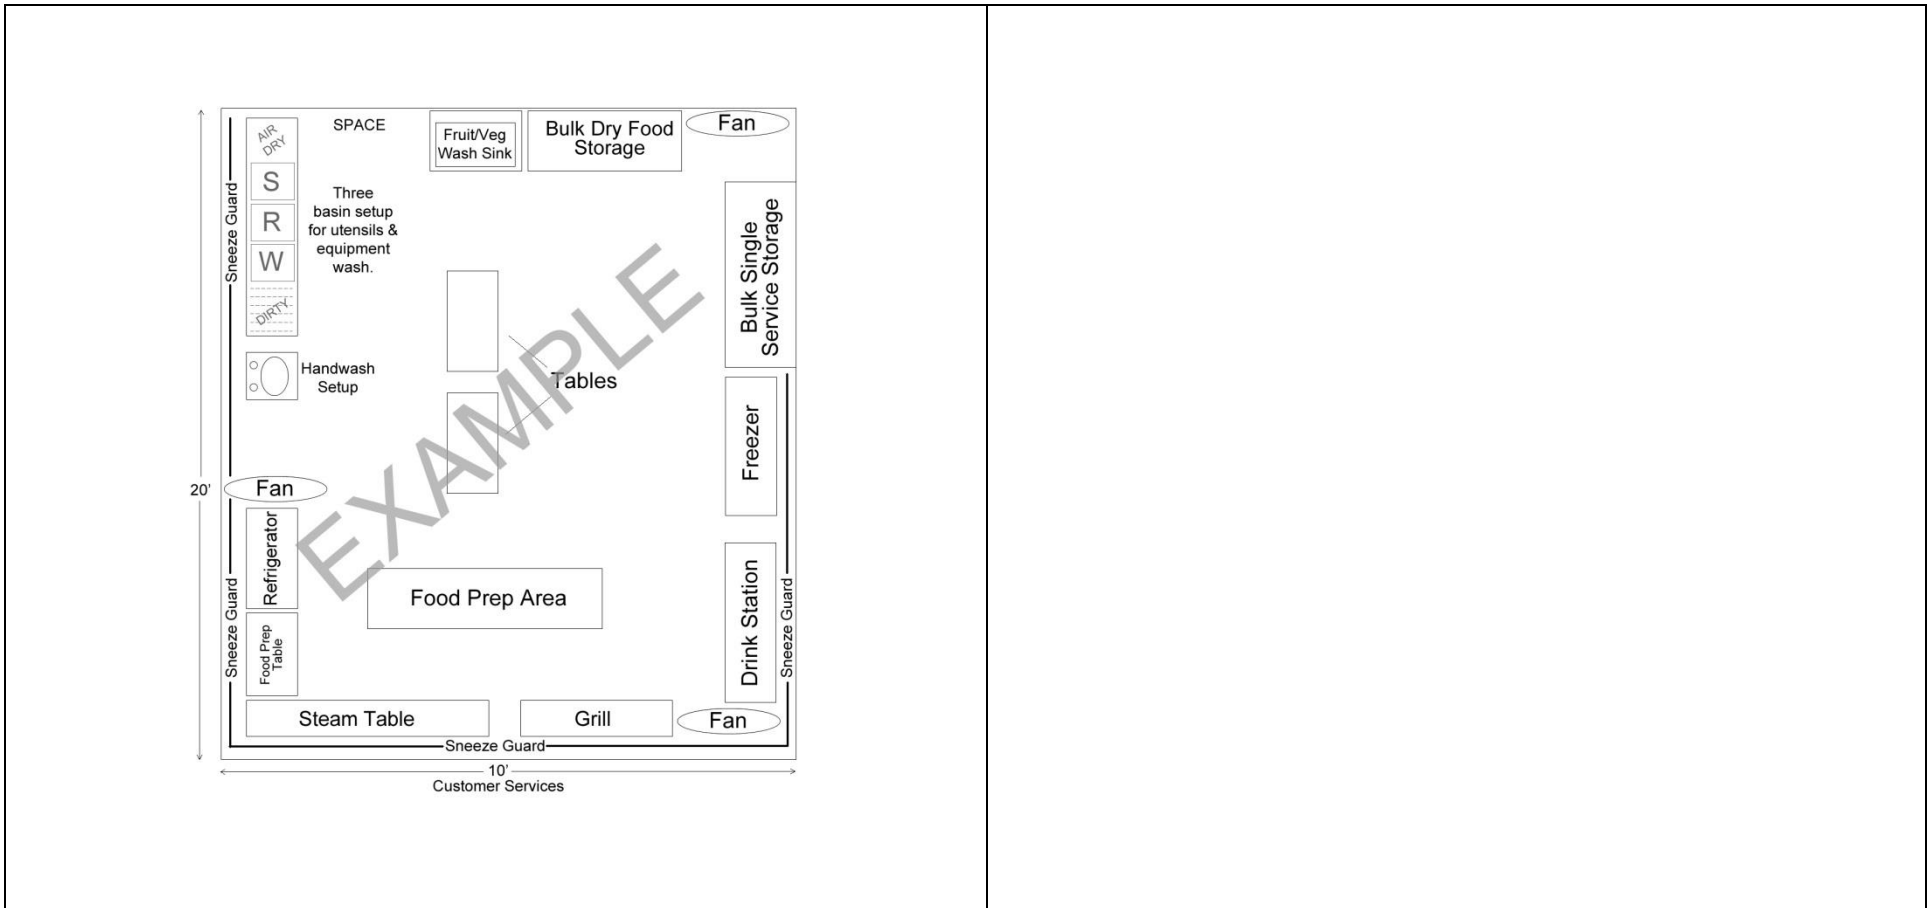 SPACE
Fruit/Veg
Wash Sink
Bulk Dry Food
Storage
Fan
AIR
DRY
S
R
W
DIRTY
Three
basin setup
for utensils &
equipment
wash.
Sneeze Guard
Bulk Single
Service Storage
Handwash
Setup
Tables
EXAMPLE
Freezer
20'
Fan
Refrigerator
Food Prep Area
Drink Station
Sneeze Guard
Sneeze Guard
Food Prep
Table
Steam Table
Grill
Fan
Sneeze Guard
10'
Customer Services